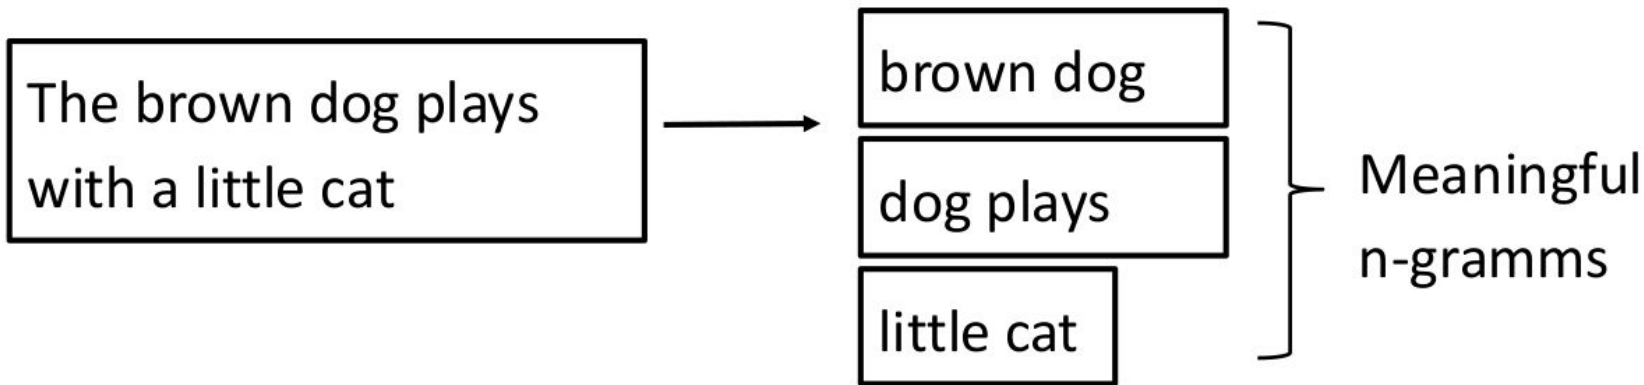 The brown dog plays
with a little cat
brown dog
dog plays
little cat
Meaningful
n-gramms